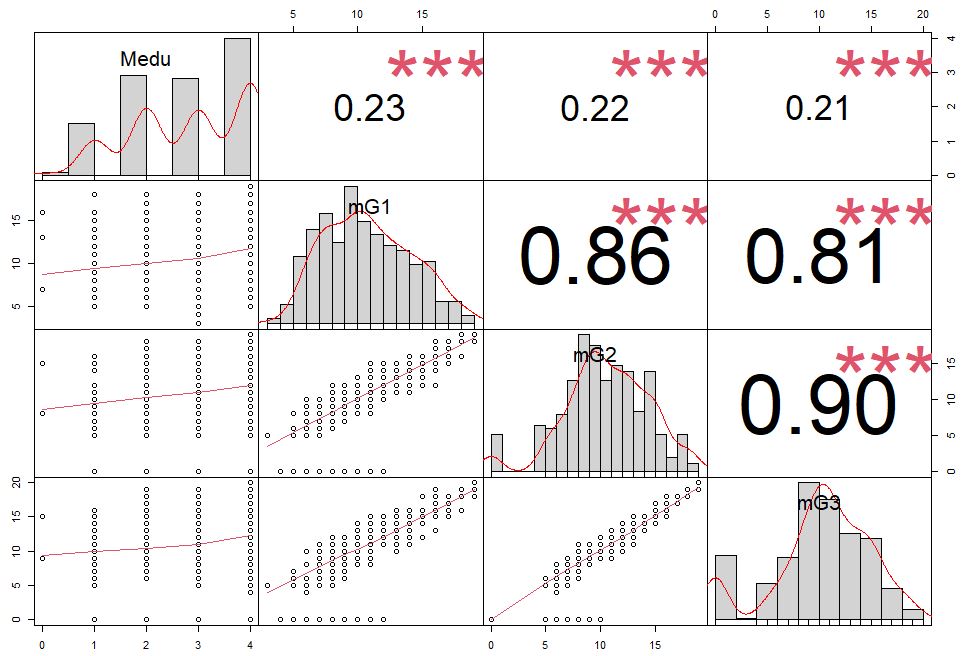 5 15 0 5 10 15 20
Medu *** *** ***
0.23 0.22 0.21
0 1 2 3 4
mG1 *** ***
0.86 0.81
5 10 15
mG2 ***
0.90
0 5 10 15
mG3
0 5 10 15 20
0 1 2 3 4 0 5 10 15